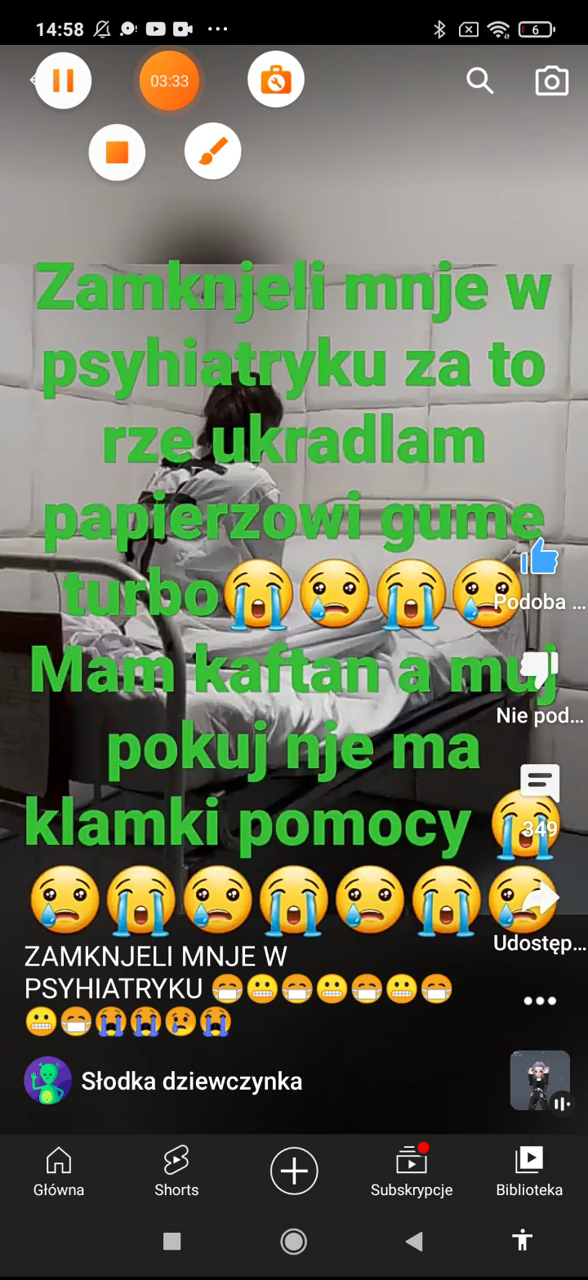 14:58
6
03:33
Zamknjeli mnje w
psyhiatryku za to
rze ukradlam
papierzowi gume
turbo😭😢😭😢
Podoba ...
Mam kaftan a muj
Nie pod...
pokuj nje ma
klamki pomocy 😭
349
😢😭😢😭😢😭😢
Udostęp...
ZAMKNJELI MNJE W
PSYHIATRYKU 😷😬😷😬😷😬😷
😬😷😭😭😢😭
Słodka dziewczynka
Główna
Shorts
Subskrypcje
Biblioteka